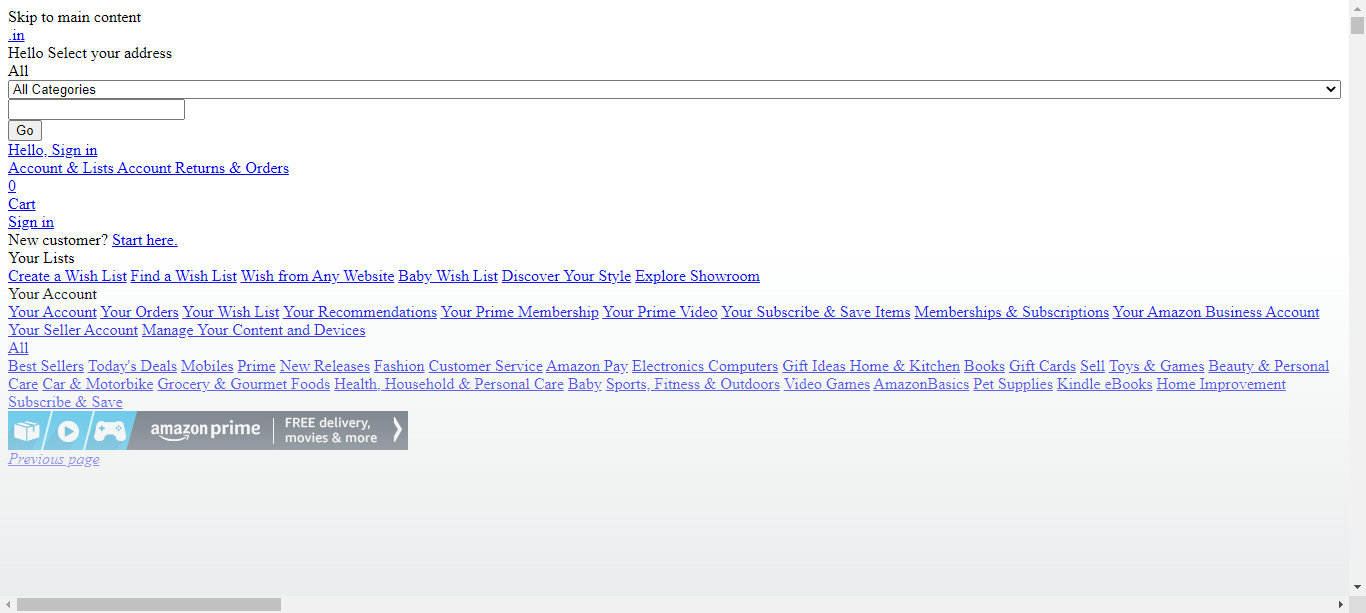 Skip to main content
.in
Hello Select your address
All
All Categories
Go
Hello, Sign in
Account & Lists Account Returns & Orders
0
Cart
Sign in
New customer? Start here.
Your Lists
Create a Wish List Find a Wish List Wish from Any Website Baby Wish List Discover Your Style Explore Showroom
Your Account
Your Account Your Orders Your Wish List Your Recommendations Your Prime Membership Your Prime Video Your Subscribe & Save Items Memberships & Subscriptions Your Amazon Business Account
Your Seller Account Manage Your Content and Devices
All
Best Sellers Today's Deals Mobiles Prime New Releases Fashion Customer Service Amazon Pay Electronics Computers Gift Ideas Home & Kitchen Books Gift Cards Sell Toys & Games Beauty & Personal
Care Car & Motorbike Grocery & Gourmet Foods Health, Household & Personal Care Baby Sports, Fitness & Outdoors Video Games AmazonBasics Pet Supplies Kindle eBooks Home Improvement
Subscribe & Save
amazon prime FREE delivery,
movies & more
Previous page